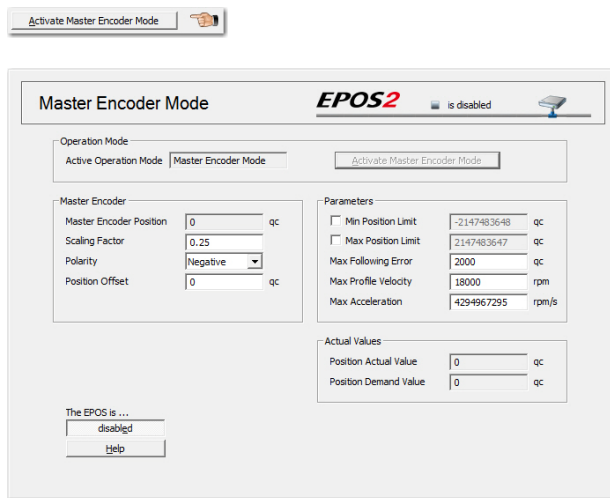 Activate Master Encoder Mode
Master Encoder Mode
EPOS2
is disabled
Operation Mode
Active Operation Mode Master Encoder Mode Activate Master Encoder Mode
Master Encoder
Master Encoder Position 0 qc
Scaling Factor 0.25
Polarity Negative
Position Offset 0 qc
Parameters
Min Position Limit -2147483648 qc
Max Position Limit 2147483647 qc
Max Following Error 2000 qc
Max Profile Velocity 18000 rpm
Max Acceleration 4294967295 rpm/s
Actual Values
Position Actual Value 0 qc
Position Demand Value 0 qc
The EPOS is ...
disabled
Help